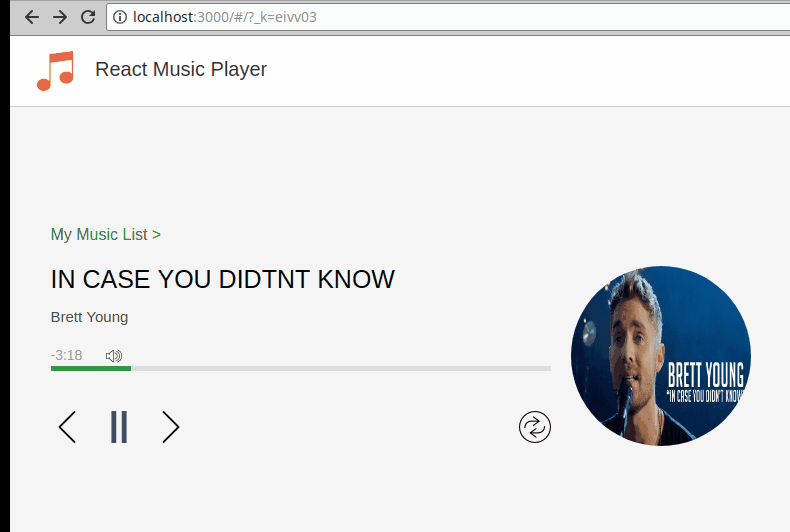 localhost:3000/#/?_k=eivv03
React Music Player
My Music List >
IN CASE YOU DIDTNT KNOW
Brett Young
-3:18
BRETT YOUNG
"IN CASE YOU DIDN'T KNOW